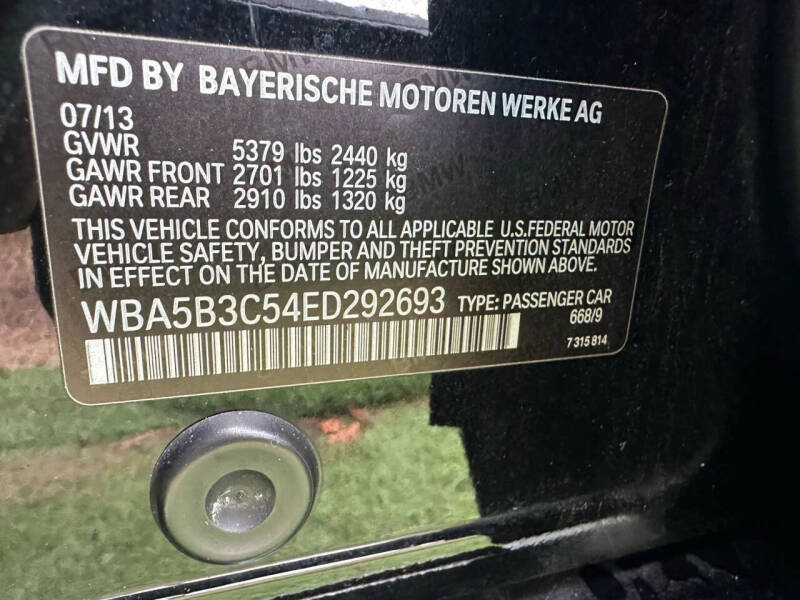 MFD BY BAYERISCHE MOTOREN WERKE AG
07/13
GVWR 5379 lbs 2440 kg
GAWR FRONT 2701 lbs 1225 kg
GAWR REAR 2910 lbs 1320 kg
THIS VEHICLE CONFORMS TO ALL APPLICABLE U.S.FEDERAL MOTOR
VEHICLE SAFETY, BUMPER AND THEFT PREVENTION STANDARDS
IN EFFECT ON THE DATE OF MANUFACTURE SHOWN ABOVE.
WBA5B3C54ED292693 TYPE: PASSENGER CAR
668/9
7 315 814